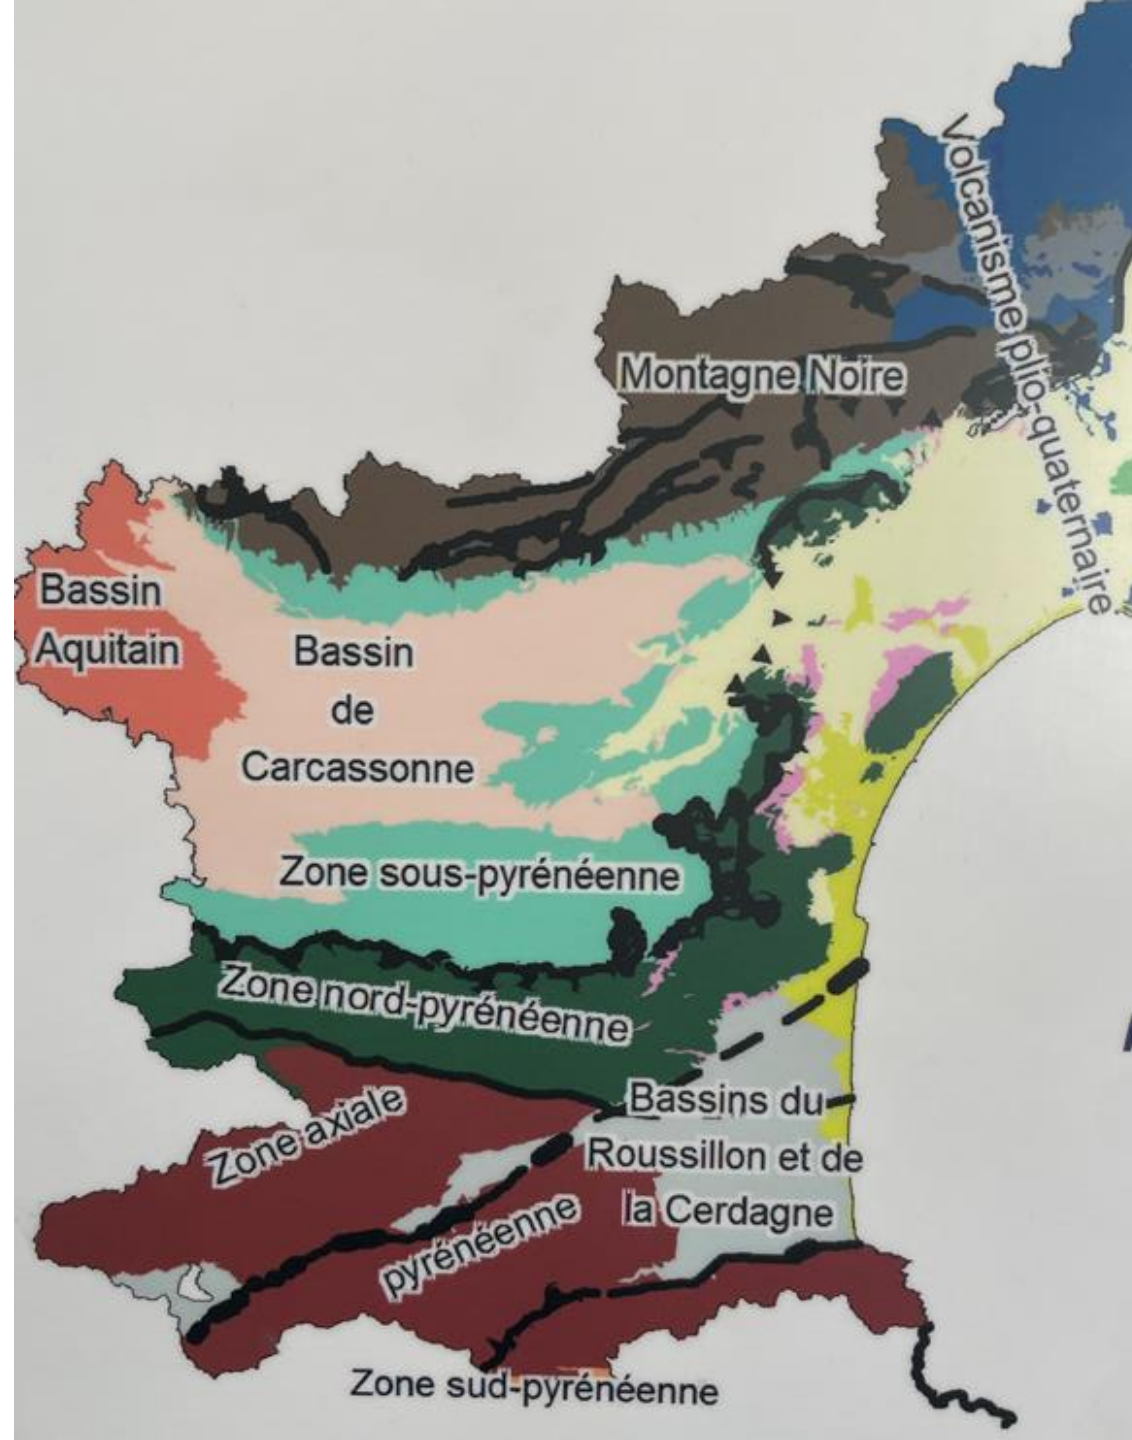 Volcanisme plio-quaternaire
Montagne Noire
Bassin
Aquitain
Bassin
de
Carcassonne
Zone sous-pyrénéenne
Zone nord-pyrénéenne
Zone axiale
pyrénéenne
Bassins du
Roussillon et de
la Cerdagne
Zone sud-pyrénéenne